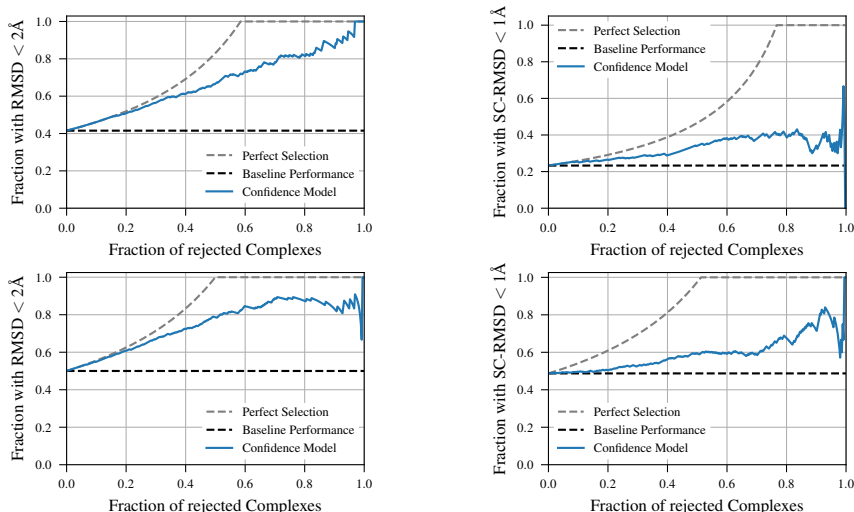 Fraction with RMSD < 2Å
1.0
0.8
0.6
0.4
0.2
0.0
Perfect Selection
Baseline Performance
Confidence Model
0.0 0.2 0.4 0.6 0.8 1.0
Fraction of rejected Complexes
Fraction with SC-RMSD < 1Å
1.0
0.8
0.6
0.4
0.2
0.0
Perfect Selection
Baseline Performance
Confidence Model
0.0 0.2 0.4 0.6 0.8 1.0
Fraction of rejected Complexes
Fraction with RMSD < 2Å
1.0
0.8
0.6
0.4
0.2
0.0
Perfect Selection
Baseline Performance
Confidence Model
0.0 0.2 0.4 0.6 0.8 1.0
Fraction of rejected Complexes
Fraction with SC-RMSD < 1Å
1.0
0.8
0.6
0.4
0.2
0.0
Perfect Selection
Baseline Performance
Confidence Model
0.0 0.2 0.4 0.6 0.8 1.0
Fraction of rejected Complexes